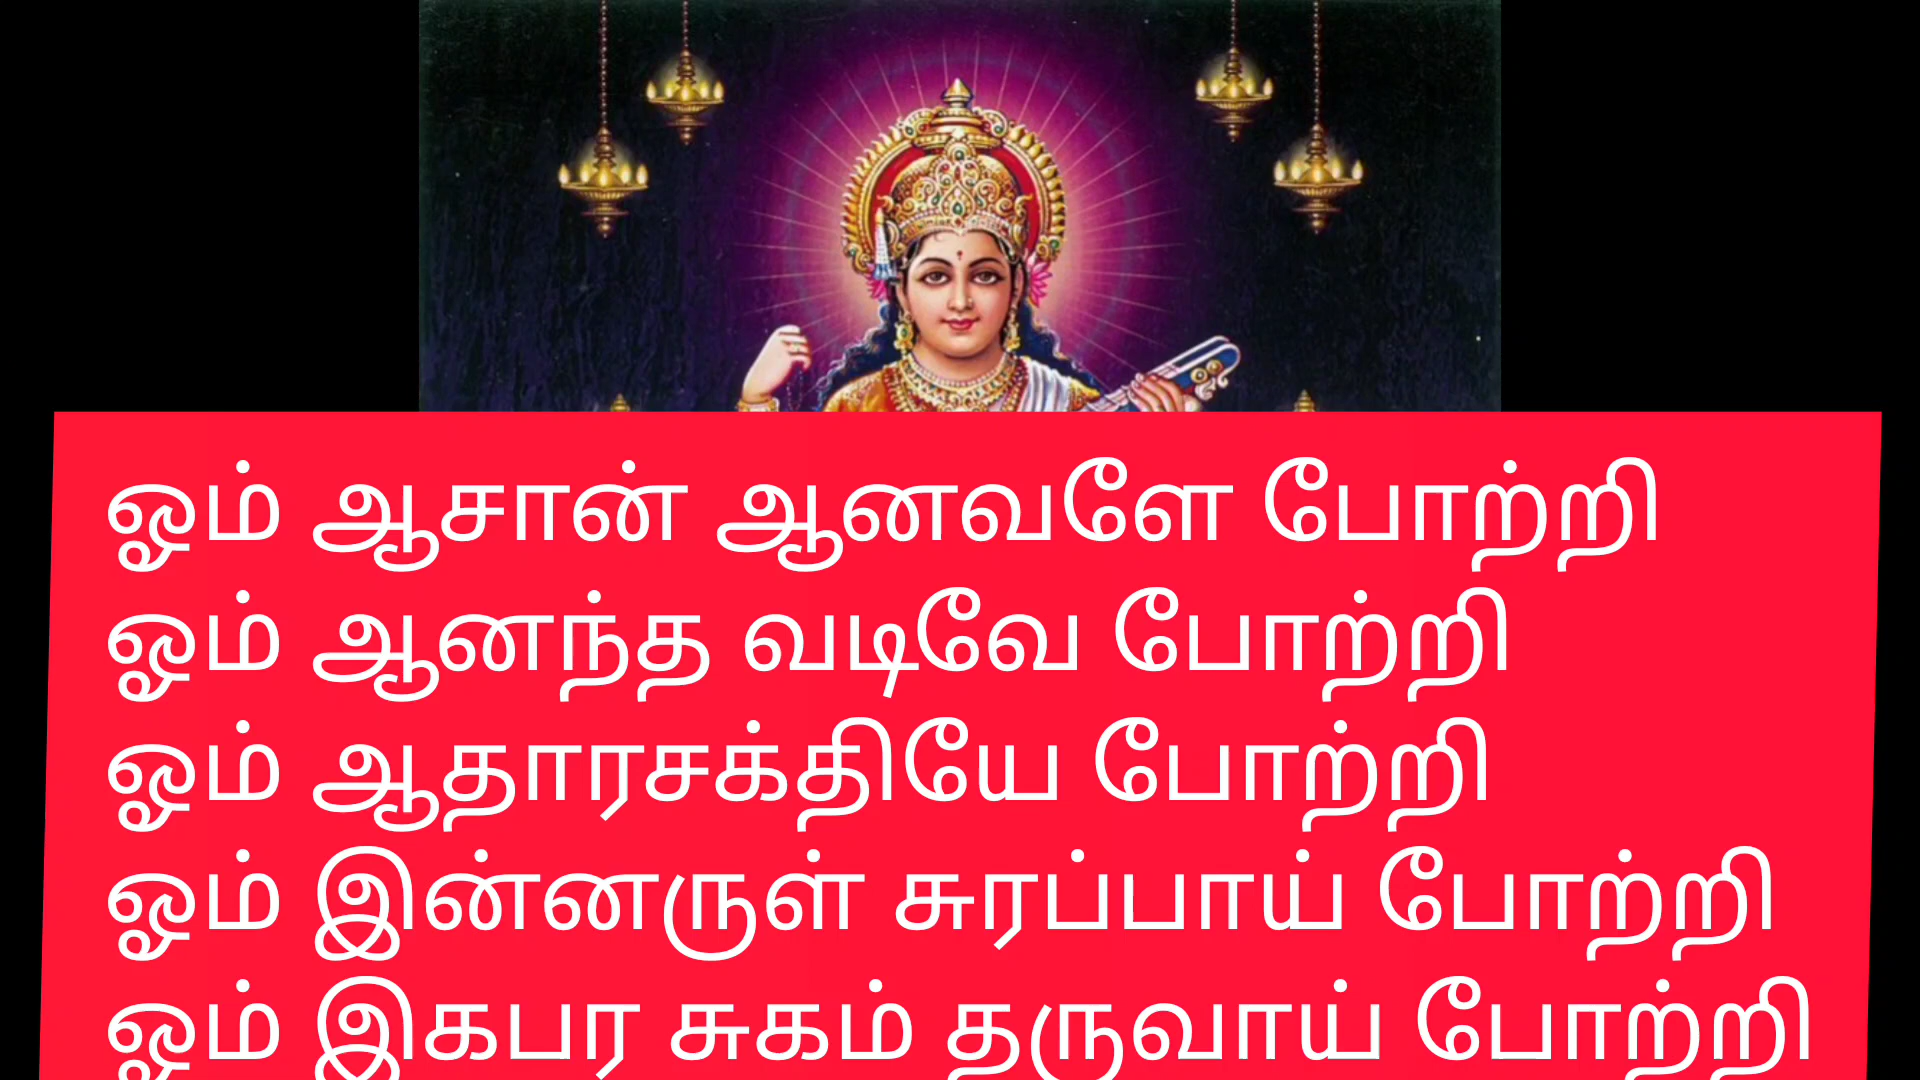 ஓம் ஆசான் ஆனவளே போற்றி
ஓம் ஆனந்த வடிவே போற்றி
ஓம் ஆதாரசக்தியே போற்றி
ஓம் இன்னருள் சுரப்பாய் போற்றி
ஓம் இகபர சுகம் தருவாய் போற்றி